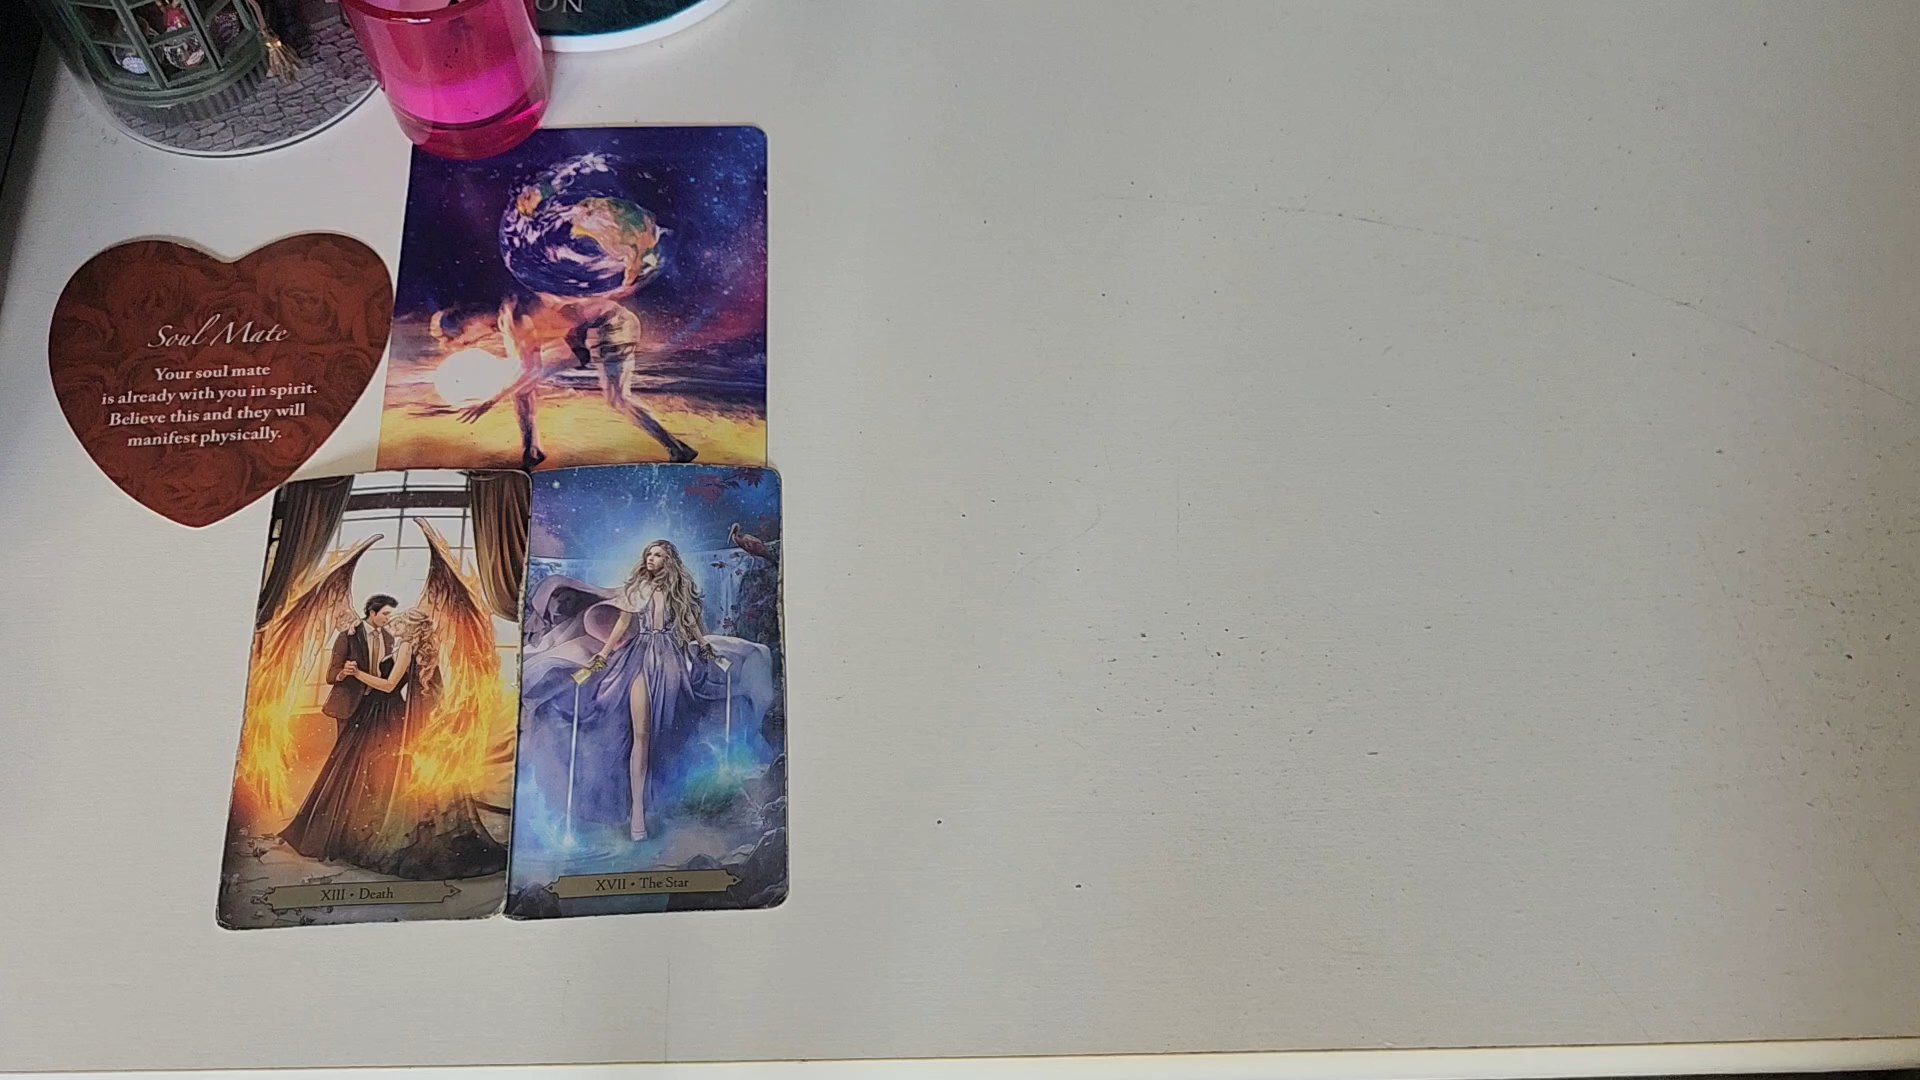 ON
Soul Mate
Your soul mate
is already with you in spirit.
Believe this and they will
manifest physically.
XIII • Death
XVII • The Star